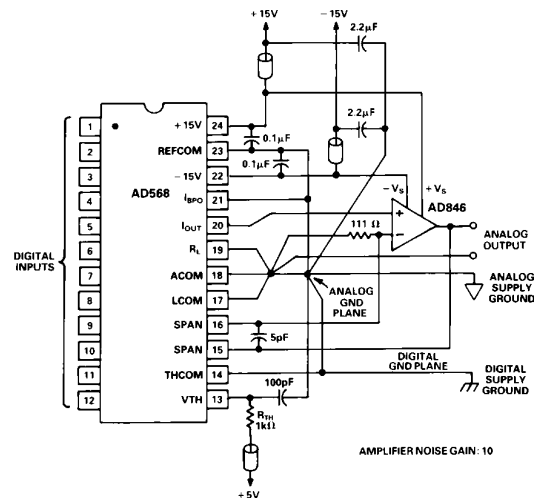 +15V
−15V
2.2μF
2.2μF
1
2
3
4
5
6
7
8
9
10
11
12
DIGITAL
INPUTS
AD568
+15V
REFCOM
−15V
IBPO
IOUT
RL
ACOM
LCOM
SPAN
SPAN
THCOM
VTH
24
23
22
21
20
19
18
17
16
15
14
13
0.1μF
0.1μF
−VS
+VS
AD846
111 Ω
+
−
ANALOG
OUTPUT
ANALOG
GND
PLANE
ANALOG
SUPPLY
GROUND
5pF
DIGITAL
GND PLANE
DIGITAL
SUPPLY
GROUND
100pF
RTH
1kΩ
+5V
AMPLIFIER NOISE GAIN: 10